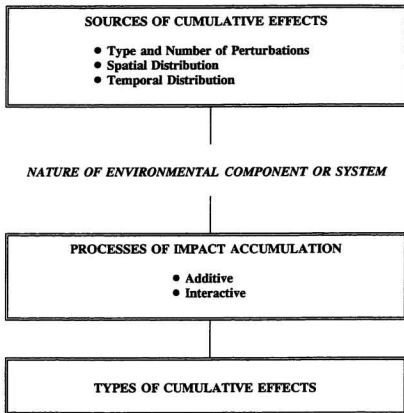 SOURCES OF CUMULATIVE EFFECTS
● Type and Number of Perturbations
● Spatial Distribution
● Temporal Distribution
NATURE OF ENVIRONMENTAL COMPONENT OR SYSTEM
PROCESSES OF IMPACT ACCUMULATION
● Additive
● Interactive
TYPES OF CUMULATIVE EFFECTS